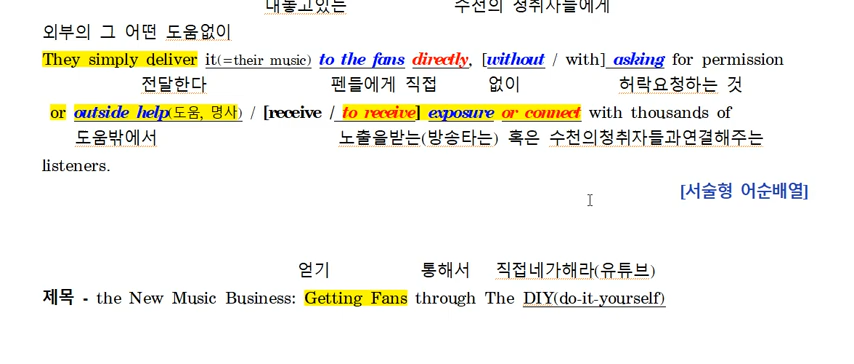 내놓고있는 수천의 청취자들에게
외부의 그 어떤 도움없이
They simply deliver it(=their music) to the fans directly, [without / with] asking for permission
전달한다 펜들에게 직접 없이 허락요청하는 것
or outside help(도움, 명사) / [receive / to receive] exposure or connect with thousands of
도움밖에서 노출을받는(방송타는) 혹은 수천의청취자들과연결해주는
listeners.
[서술형 어순배열]
얻기 통해서 직접네가해라(유튜브)
제목 - the New Music Business: Getting Fans through The DIY(do-it-yourself)